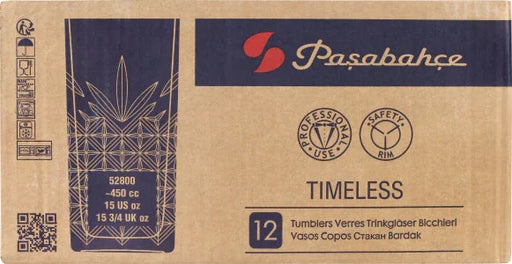 Paşabahçe
PROFESSIONAL
USE
SAFETY
RIM
52800
~450 cc
15 US oz
15 3/4 UK oz
TIMELESS
12
Tumblers Verres Trinkgläser Bicchieri
Vasos Copos Стакан Bardak